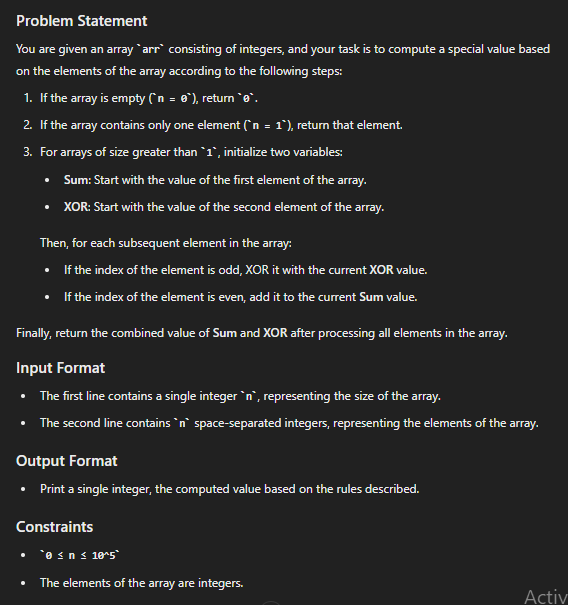 Problem Statement
You are given an array `arr` consisting of integers, and your task is to compute a special value based
on the elements of the array according to the following steps:
1. If the array is empty (`n = 0`), return `0`.
2. If the array contains only one element (`n = 1`), return that element.
3. For arrays of size greater than `1`, initialize two variables:
• Sum: Start with the value of the first element of the array.
• XOR: Start with the value of the second element of the array.
Then, for each subsequent element in the array:
• If the index of the element is odd, XOR it with the current XOR value.
• If the index of the element is even, add it to the current Sum value.
Finally, return the combined value of Sum and XOR after processing all elements in the array.
Input Format
• The first line contains a single integer `n`, representing the size of the array.
• The second line contains `n` space-separated integers, representing the elements of the array.
Output Format
• Print a single integer, the computed value based on the rules described.
Constraints
• `0 ≤ n ≤ 10^5`
• The elements of the array are integers.
Activ